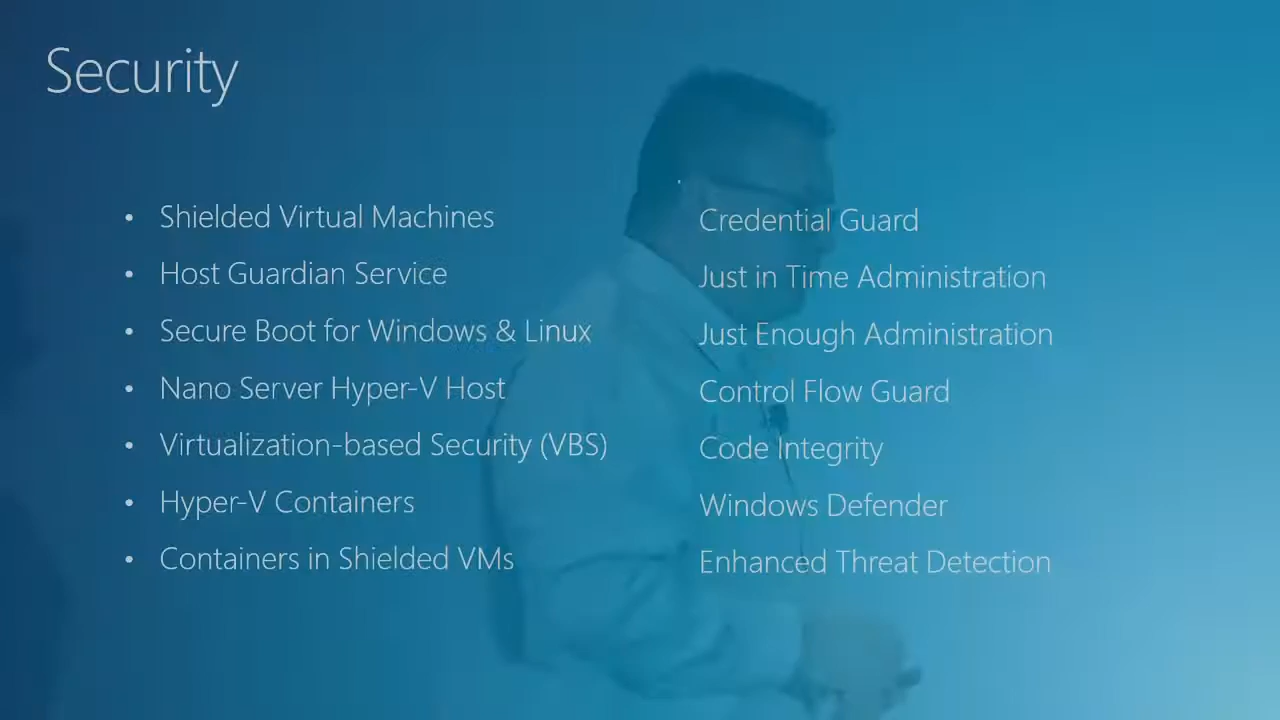 Security
• Shielded Virtual Machines
• Host Guardian Service
• Secure Boot for Windows & Linux
• Nano Server Hyper-V Host
• Virtualization-based Security (VBS)
• Hyper-V Containers
• Containers in Shielded VMs
Credential Guard
Just in Time Administration
Just Enough Administration
Control Flow Guard
Code Integrity
Windows Defender
Enhanced Threat Detection